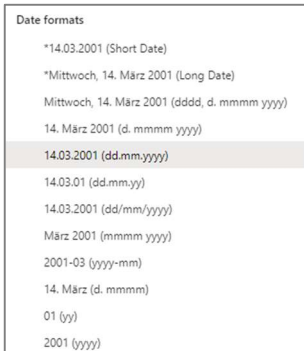 Date formats
*14.03.2001 (Short Date)
*Mittwoch, 14. März 2001 (Long Date)
Mittwoch, 14. März 2001 (dddd, d. mmmm yyyy)
14. März 2001 (d. mmmm yyyy)
14.03.2001 (dd.mm.yyyy)
14.03.01 (dd.mm.yy)
14.03.2001 (dd/mm/yyyy)
März 2001 (mmmm yyyy)
2001-03 (yyyy-mm)
14. März (d. mmmm)
01 (yy)
2001 (yyyy)